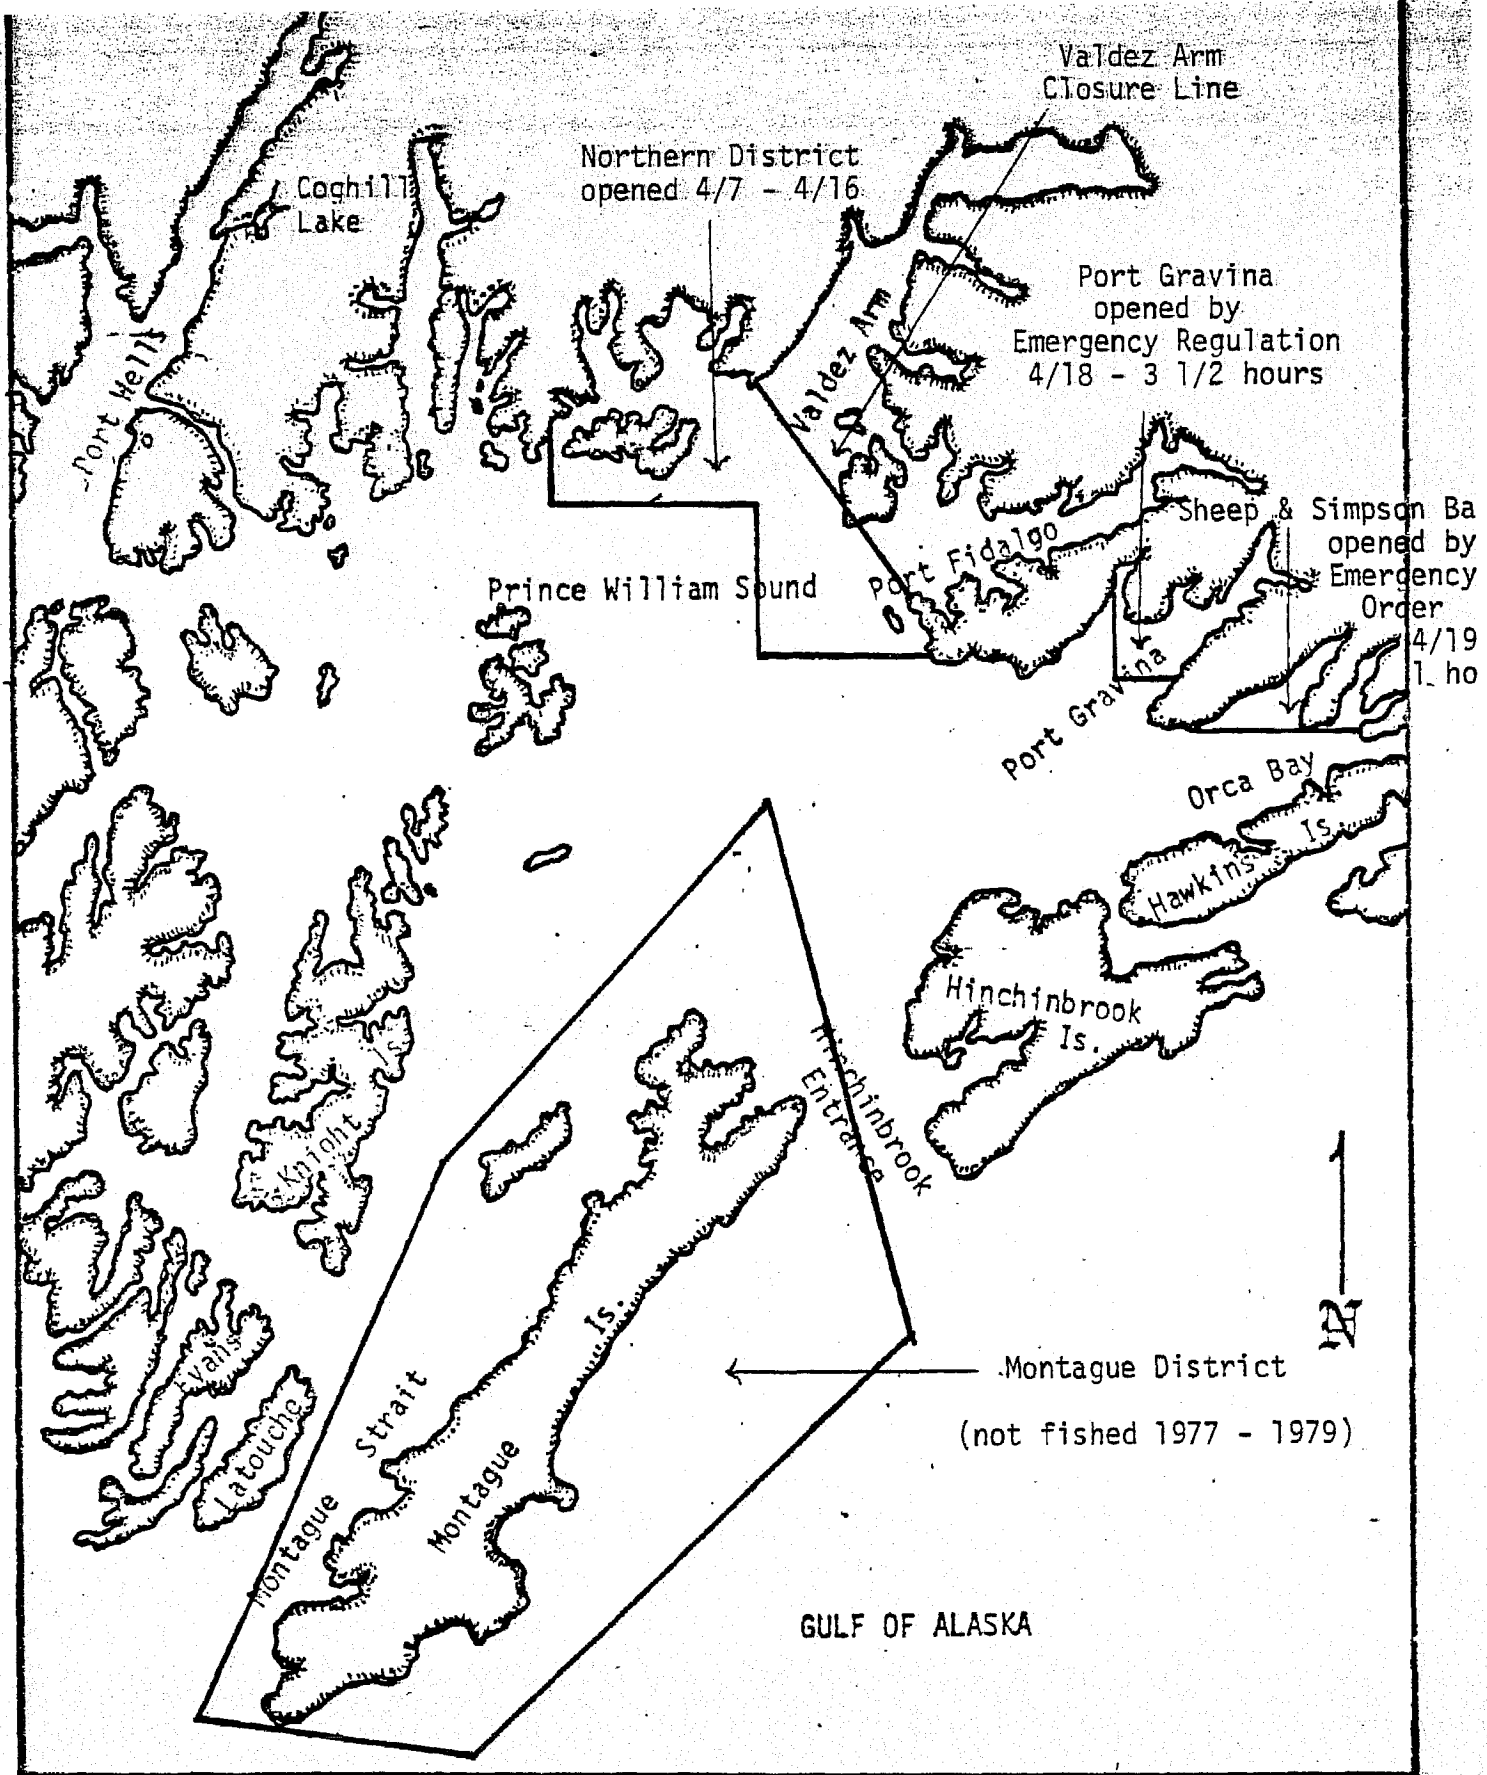 Valdez Arm
Closure Line
Northern District
opened 4/7 - 4/16
Coghill
Lake
Port Gravina
opened by
Emergency Regulation
4/18 - 3 1/2 hours
Valdez Arm
Port Wells
Sheep & Simpson Ba
opened by
Emergency
Order
4/19
1 ho
Port Fidalgo
Prince William Sound
Port Gravina
Orca Bay
Hawkins Is.
Hinchinbrook
Is.
Hinchinbrook
Entrance
Knight Is.
Evans
Latouche
Montague Strait
Montague Is.
N
Montague District
(not fished 1977 - 1979)
GULF OF ALASKA